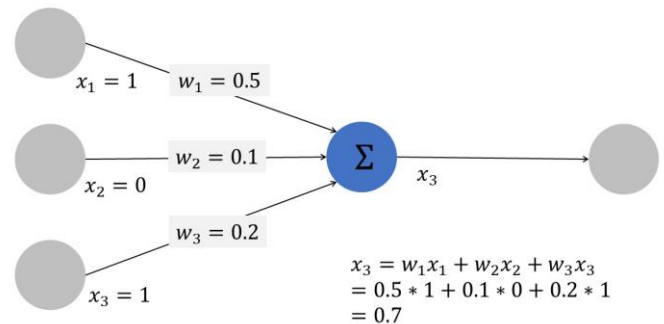 x₁ = 1
w₁ = 0.5
x₂ = 0
w₂ = 0.1
Σ
x₃
x₃ = 1
w₃ = 0.2
x₃ = w₁x₁ + w₂x₂ + w₃x₃
= 0.5 * 1 + 0.1 * 0 + 0.2 * 1
= 0.7